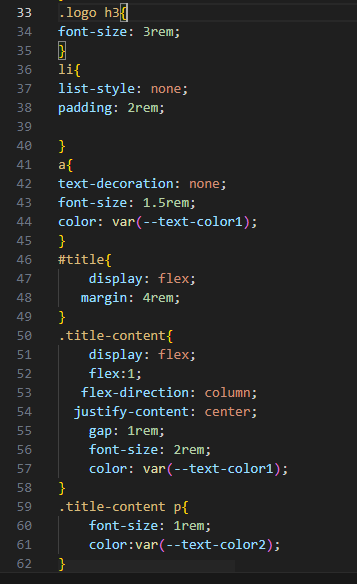 33 .logo h3{
34 font-size: 3rem;
35 }
36 li{
37 list-style: none;
38 padding: 2rem;
39
40 }
41 a{
42 text-decoration: none;
43 font-size: 1.5rem;
44 color: var(--text-color1);
45 }
46 #title{
47     display: flex;
48    margin: 4rem;
49 }
50 .title-content{
51     display: flex;
52     flex:1;
53    flex-direction: column;
54   justify-content: center;
55     gap: 1rem;
56     font-size: 2rem;
57     color: var(--text-color1);
58 }
59 .title-content p{
60     font-size: 1rem;
61     color:var(--text-color2);
62 }